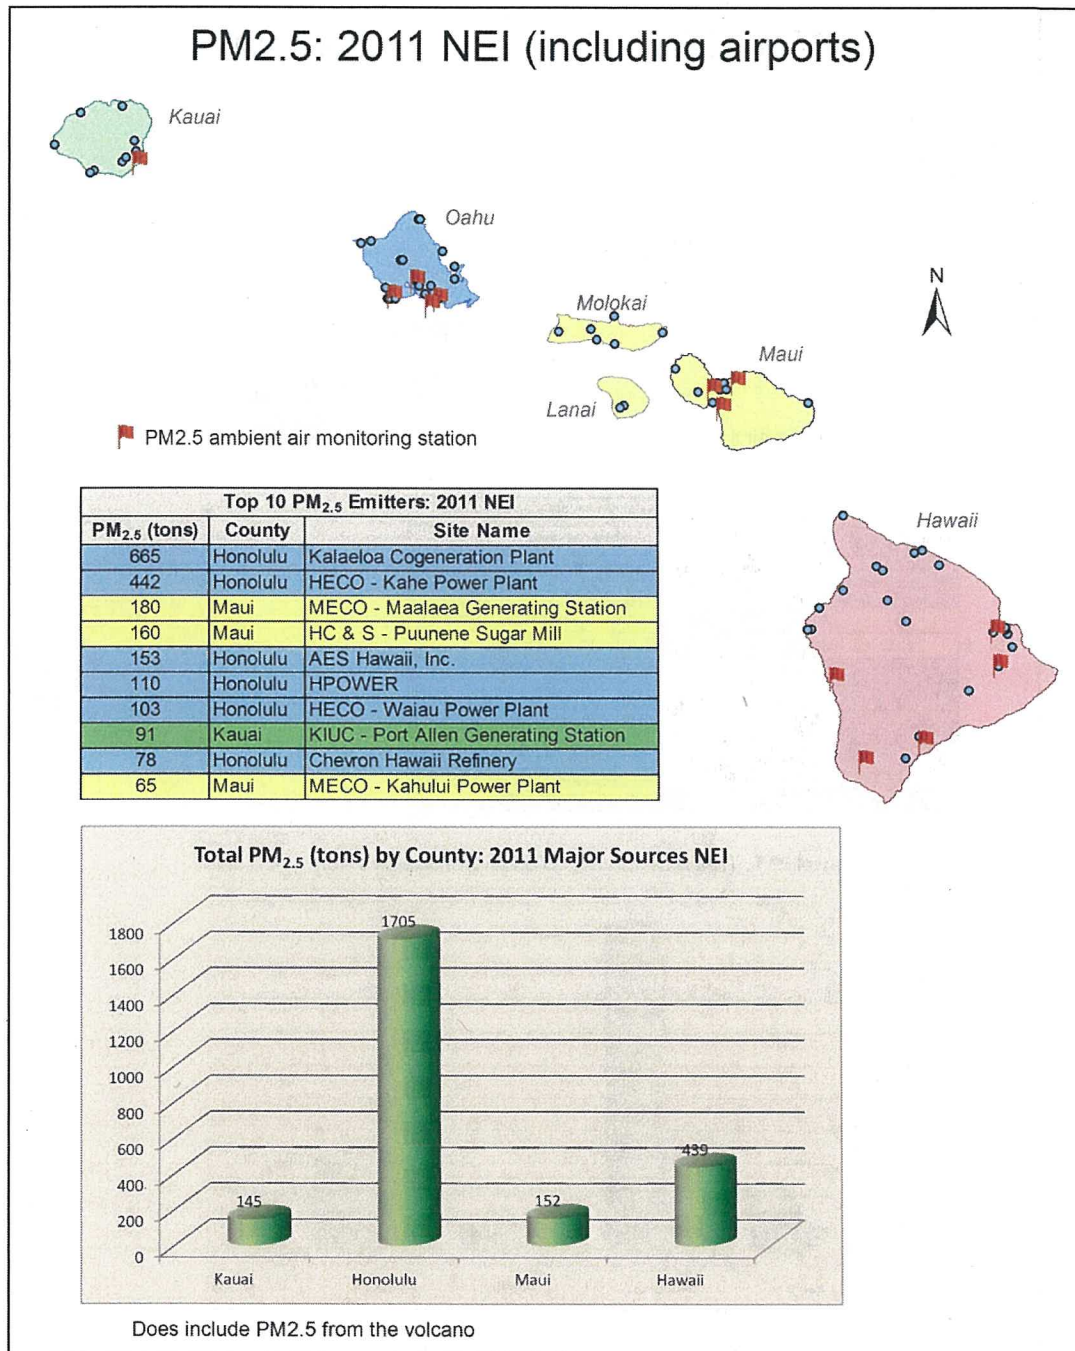 PM2.5: 2011 NEI (including airports)
Kauai
Oahu
Molokai
Maui
Lanai
N
PM2.5 ambient air monitoring station
Hawaii
Top 10 PM2.5 Emitters: 2011 NEI
PM2.5 (tons) County Site Name
665 Honolulu Kalaeloa Cogeneration Plant
442 Honolulu HECO - Kahe Power Plant
180 Maui MECO - Maalaea Generating Station
160 Maui HC & S - Puunene Sugar Mill
153 Honolulu AES Hawaii, Inc.
110 Honolulu HPOWER
103 Honolulu HECO - Waiau Power Plant
91 Kauai KIUC - Port Allen Generating Station
78 Honolulu Chevron Hawaii Refinery
65 Maui MECO - Kahului Power Plant
Total PM2.5 (tons) by County: 2011 Major Sources NEI
1800
1600
1400
1200
1000
800
600
400
200
0
145
1705
152
439
Kauai Honolulu Maui Hawaii
Does include PM2.5 from the volcano